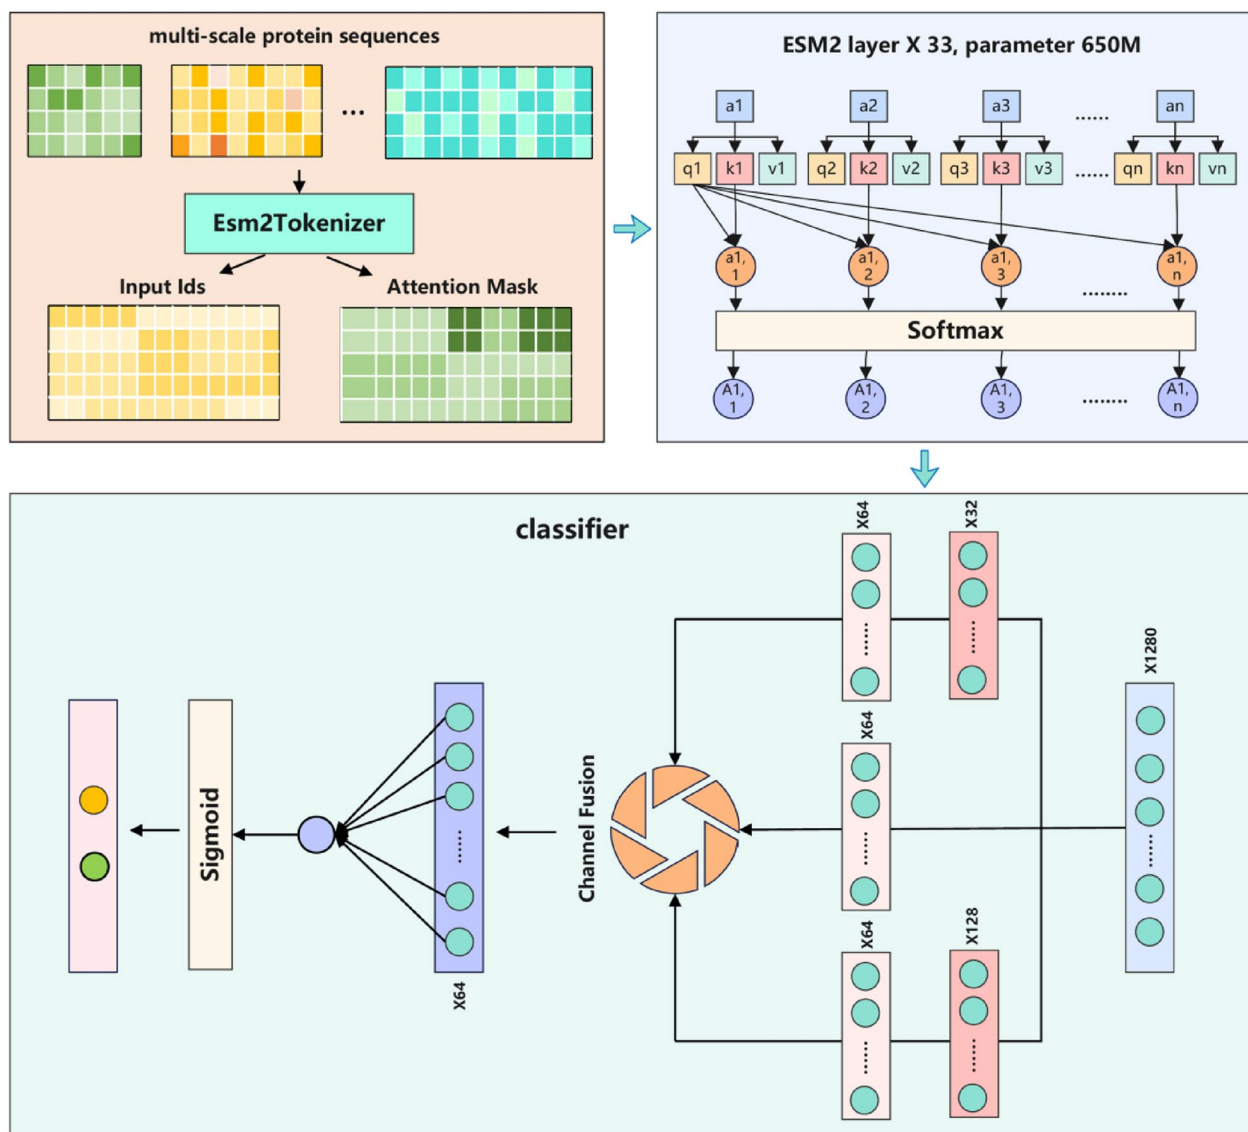 multi-scale protein sequences
...
Esm2Tokenizer
Input Ids
Attention Mask
ESM2 layer X 33, parameter 650M
a1 a2 a3 ...... an
q1 k1 v1 q2 k2 v2 q3 k3 v3 ...... qn kn vn
a1,
1
a1,
2
a1,
3
........
a1,
n
Softmax
A1,
1
A1,
2
A1,
3
........
A1,
n
classifier
X64
X32
......
......
X1280
......
X64
......
X64
X128
......
......
Channel Fusion
......
X64
Sigmoid